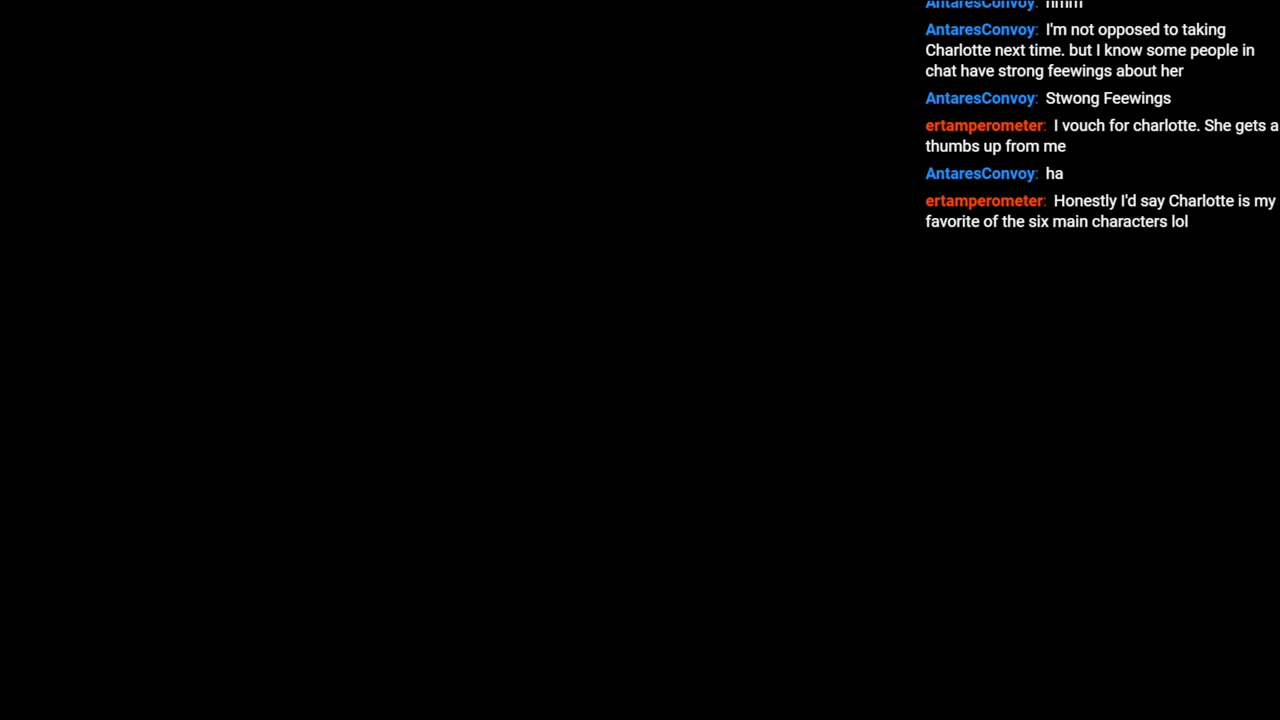 AntaresConvoy: hmm
AntaresConvoy: I'm not opposed to taking
Charlotte next time. but I know some people in
chat have strong feewings about her
AntaresConvoy: Stwong Feewings
ertamperometer: I vouch for charlotte. She gets a
thumbs up from me
AntaresConvoy: ha
ertamperometer: Honestly I'd say Charlotte is my
favorite of the six main characters lol